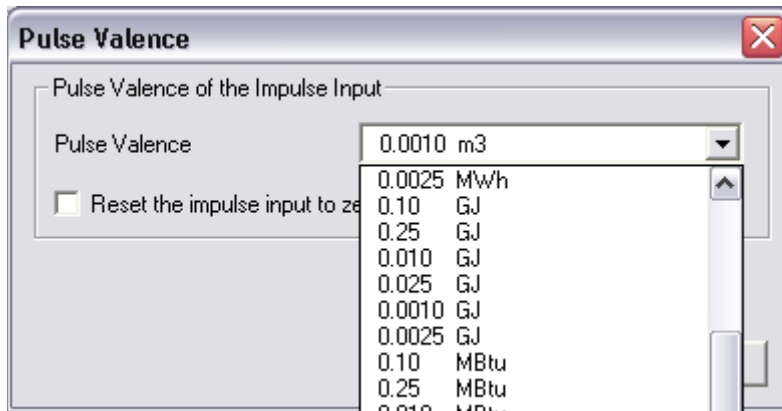 Pulse Valence
Pulse Valence of the Impulse Input
Pulse Valence
0.0010 m3
Reset the impulse input to
0.0025 MWh
0.10 GJ
0.25 GJ
0.010 GJ
0.025 GJ
0.0010 GJ
0.0025 GJ
0.10 MBtu
0.25 MBtu